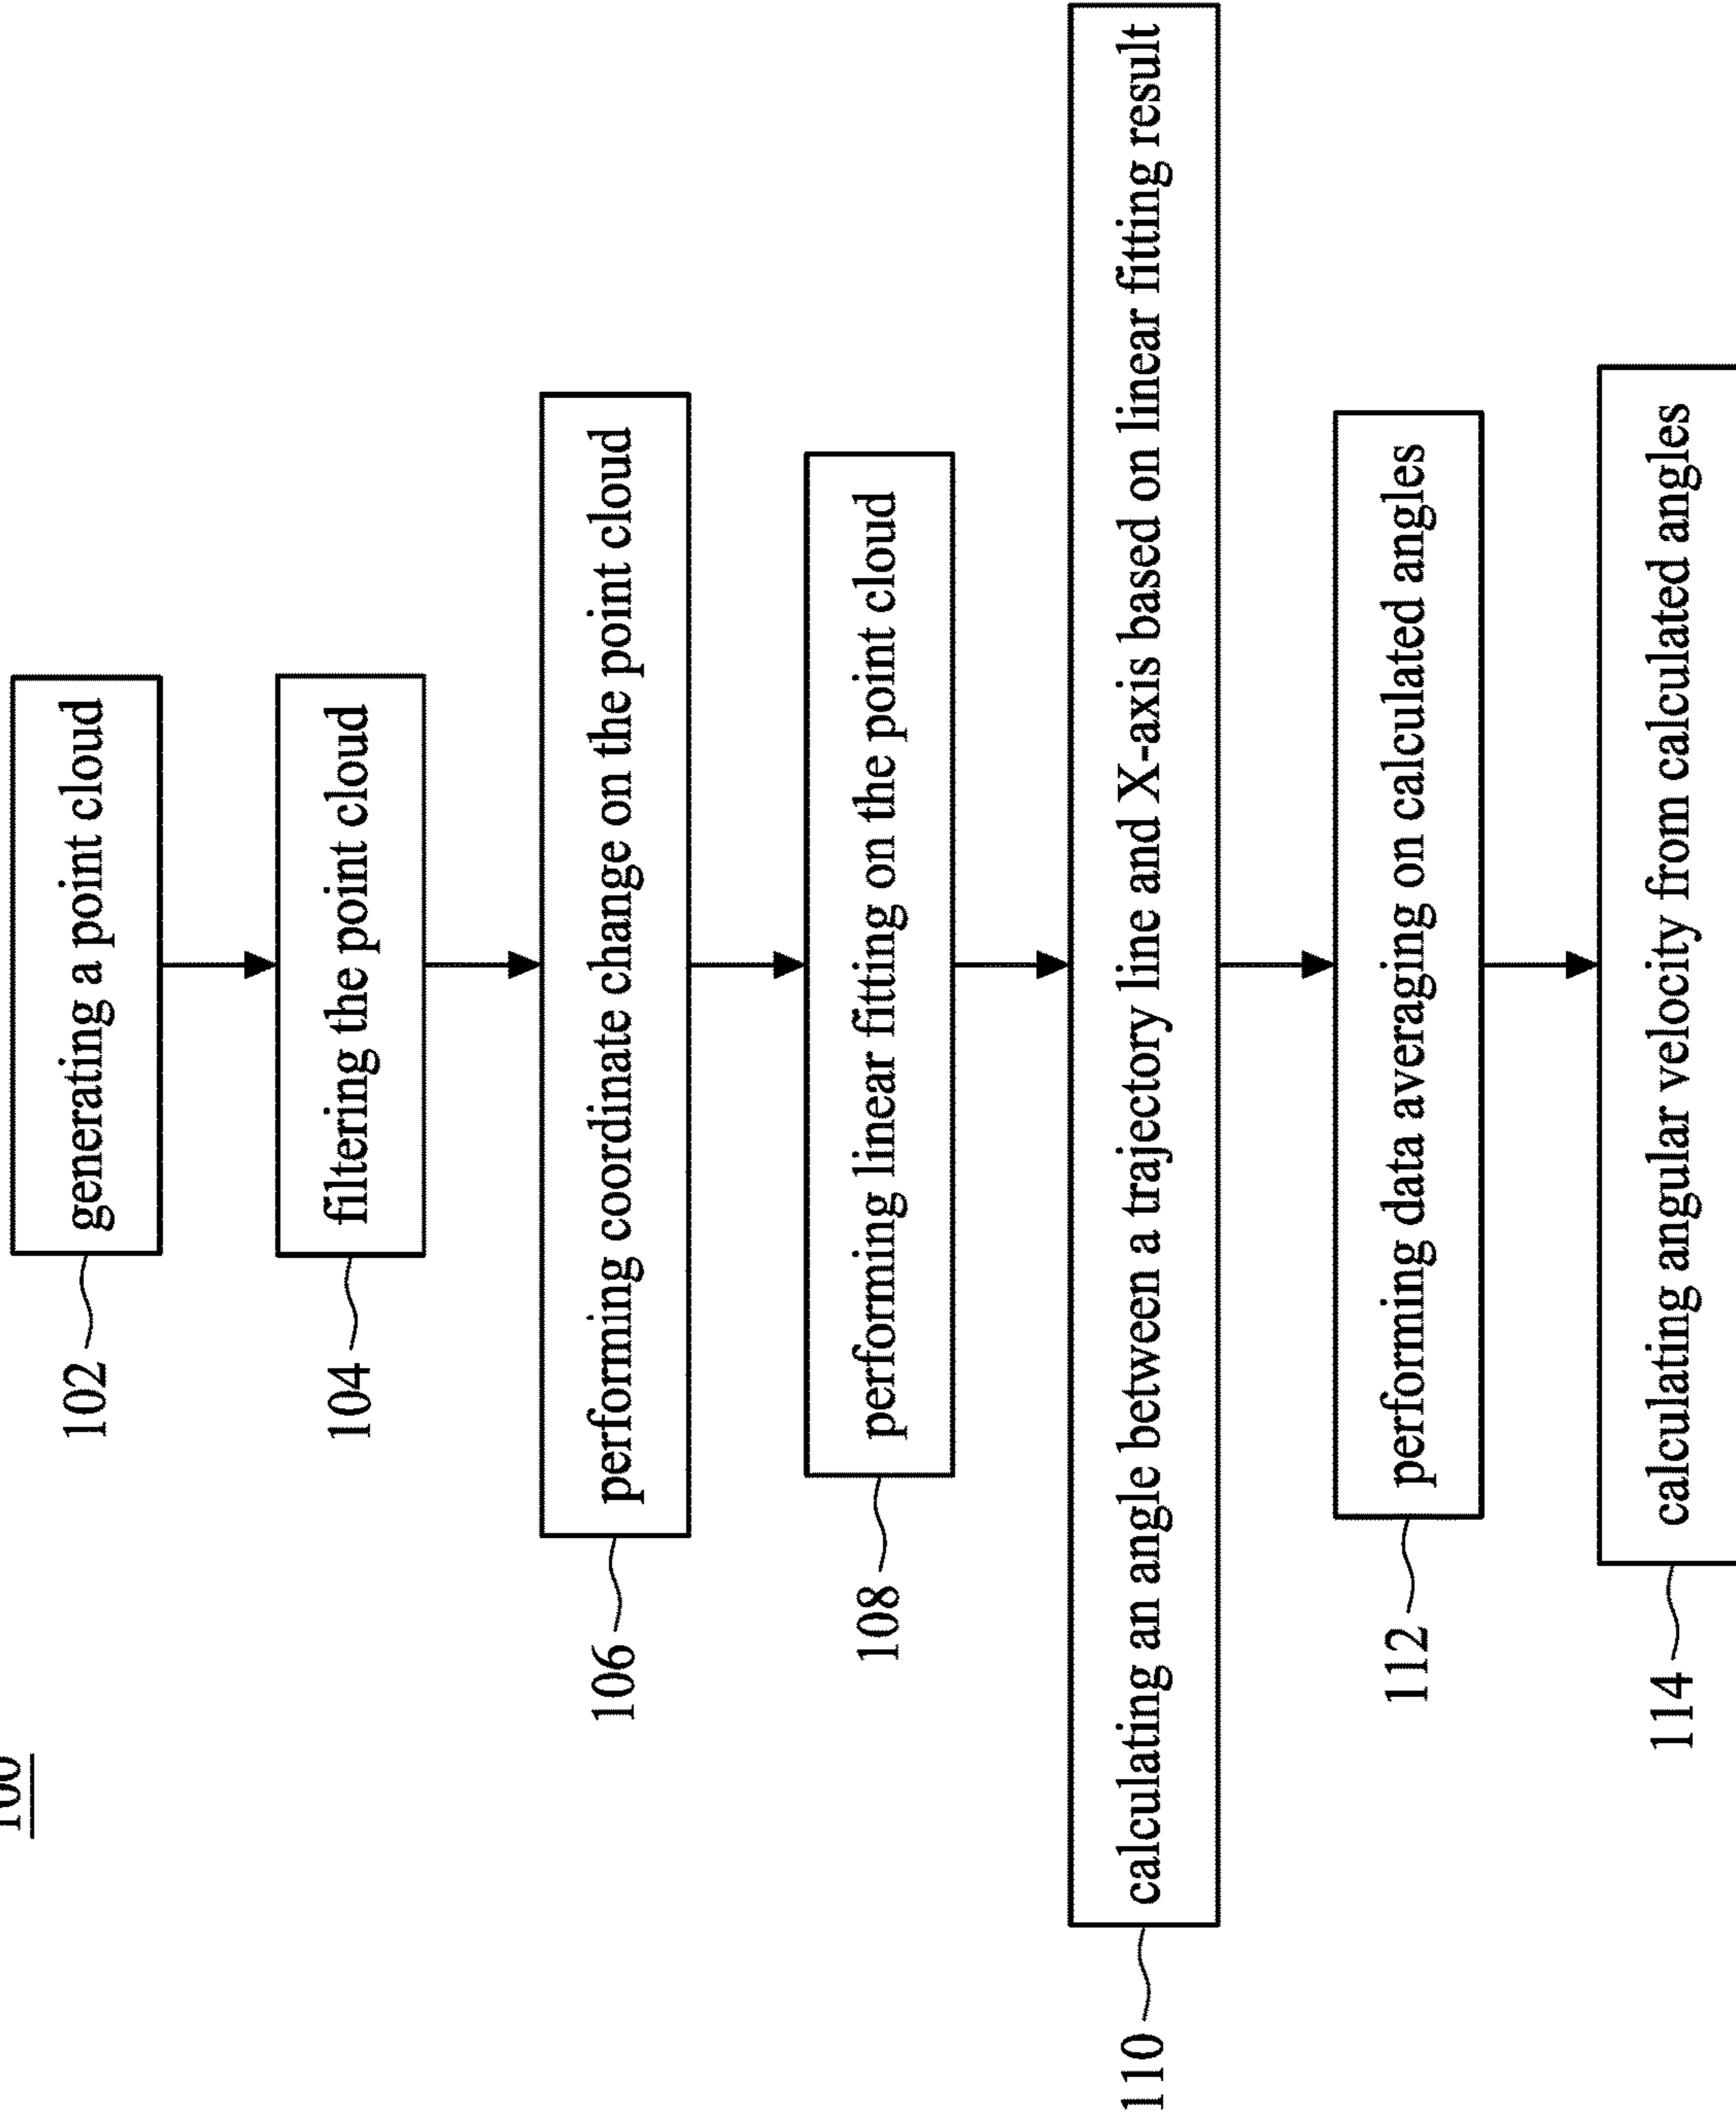 100
102
generating a point cloud
104
filtering the point cloud
106
performing coordinate change on the point cloud
108
performing linear fitting on the point cloud
110
calculating an angle between a trajectory line and X-axis based on linear fitting result
112
performing data averaging on calculated angles
114
calculating angular velocity from calculated angles